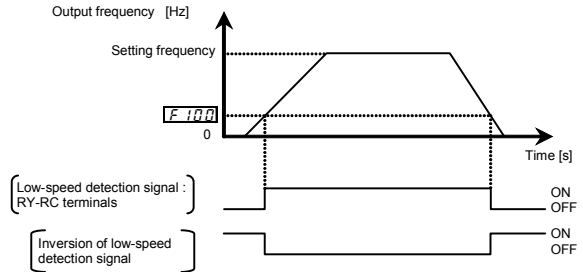 Output frequency [Hz]
Setting frequency
F 100
0
Time [s]
Low-speed detection signal :
RY-RC terminals
ON
OFF
Inversion of low-speed
detection signal
ON
OFF